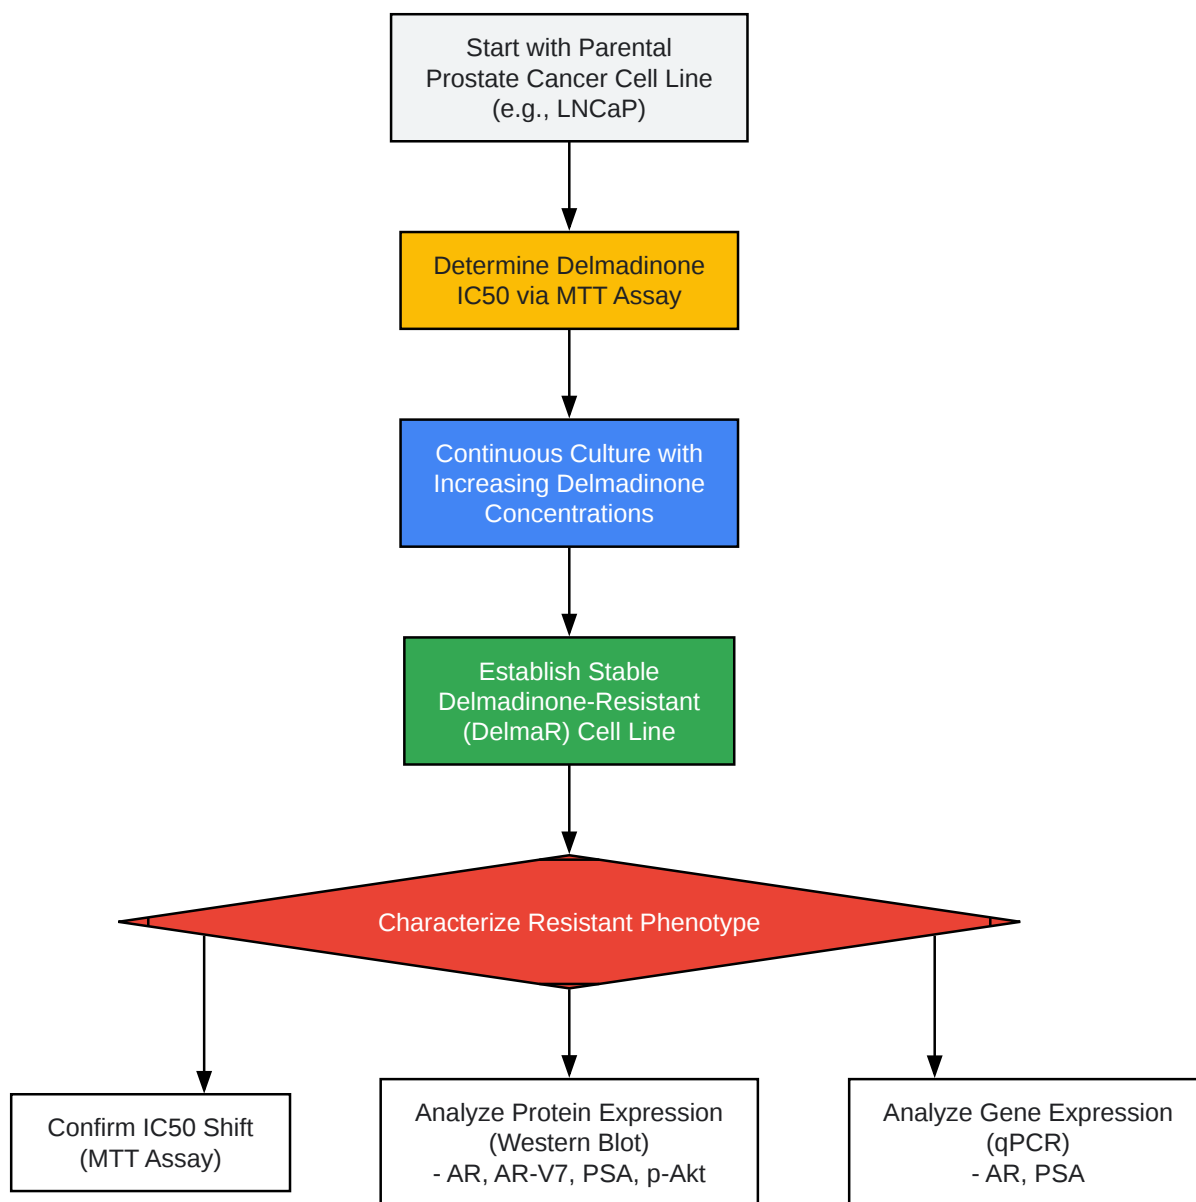 Start with Parental
Prostate Cancer Cell Line
(e.g., LNCaP)
Determine Delmadinone
IC50 via MTT Assay
Continuous Culture with
Increasing Delmadinone
Concentrations
Establish Stable
Delmadinone-Resistant
(DelmaR) Cell Line
Characterize Resistant Phenotype
Confirm IC50 Shift
(MTT Assay)
Analyze Protein Expression
(Western Blot)
- AR, AR-V7, PSA, p-Akt
Analyze Gene Expression
(qPCR)
- AR, PSA